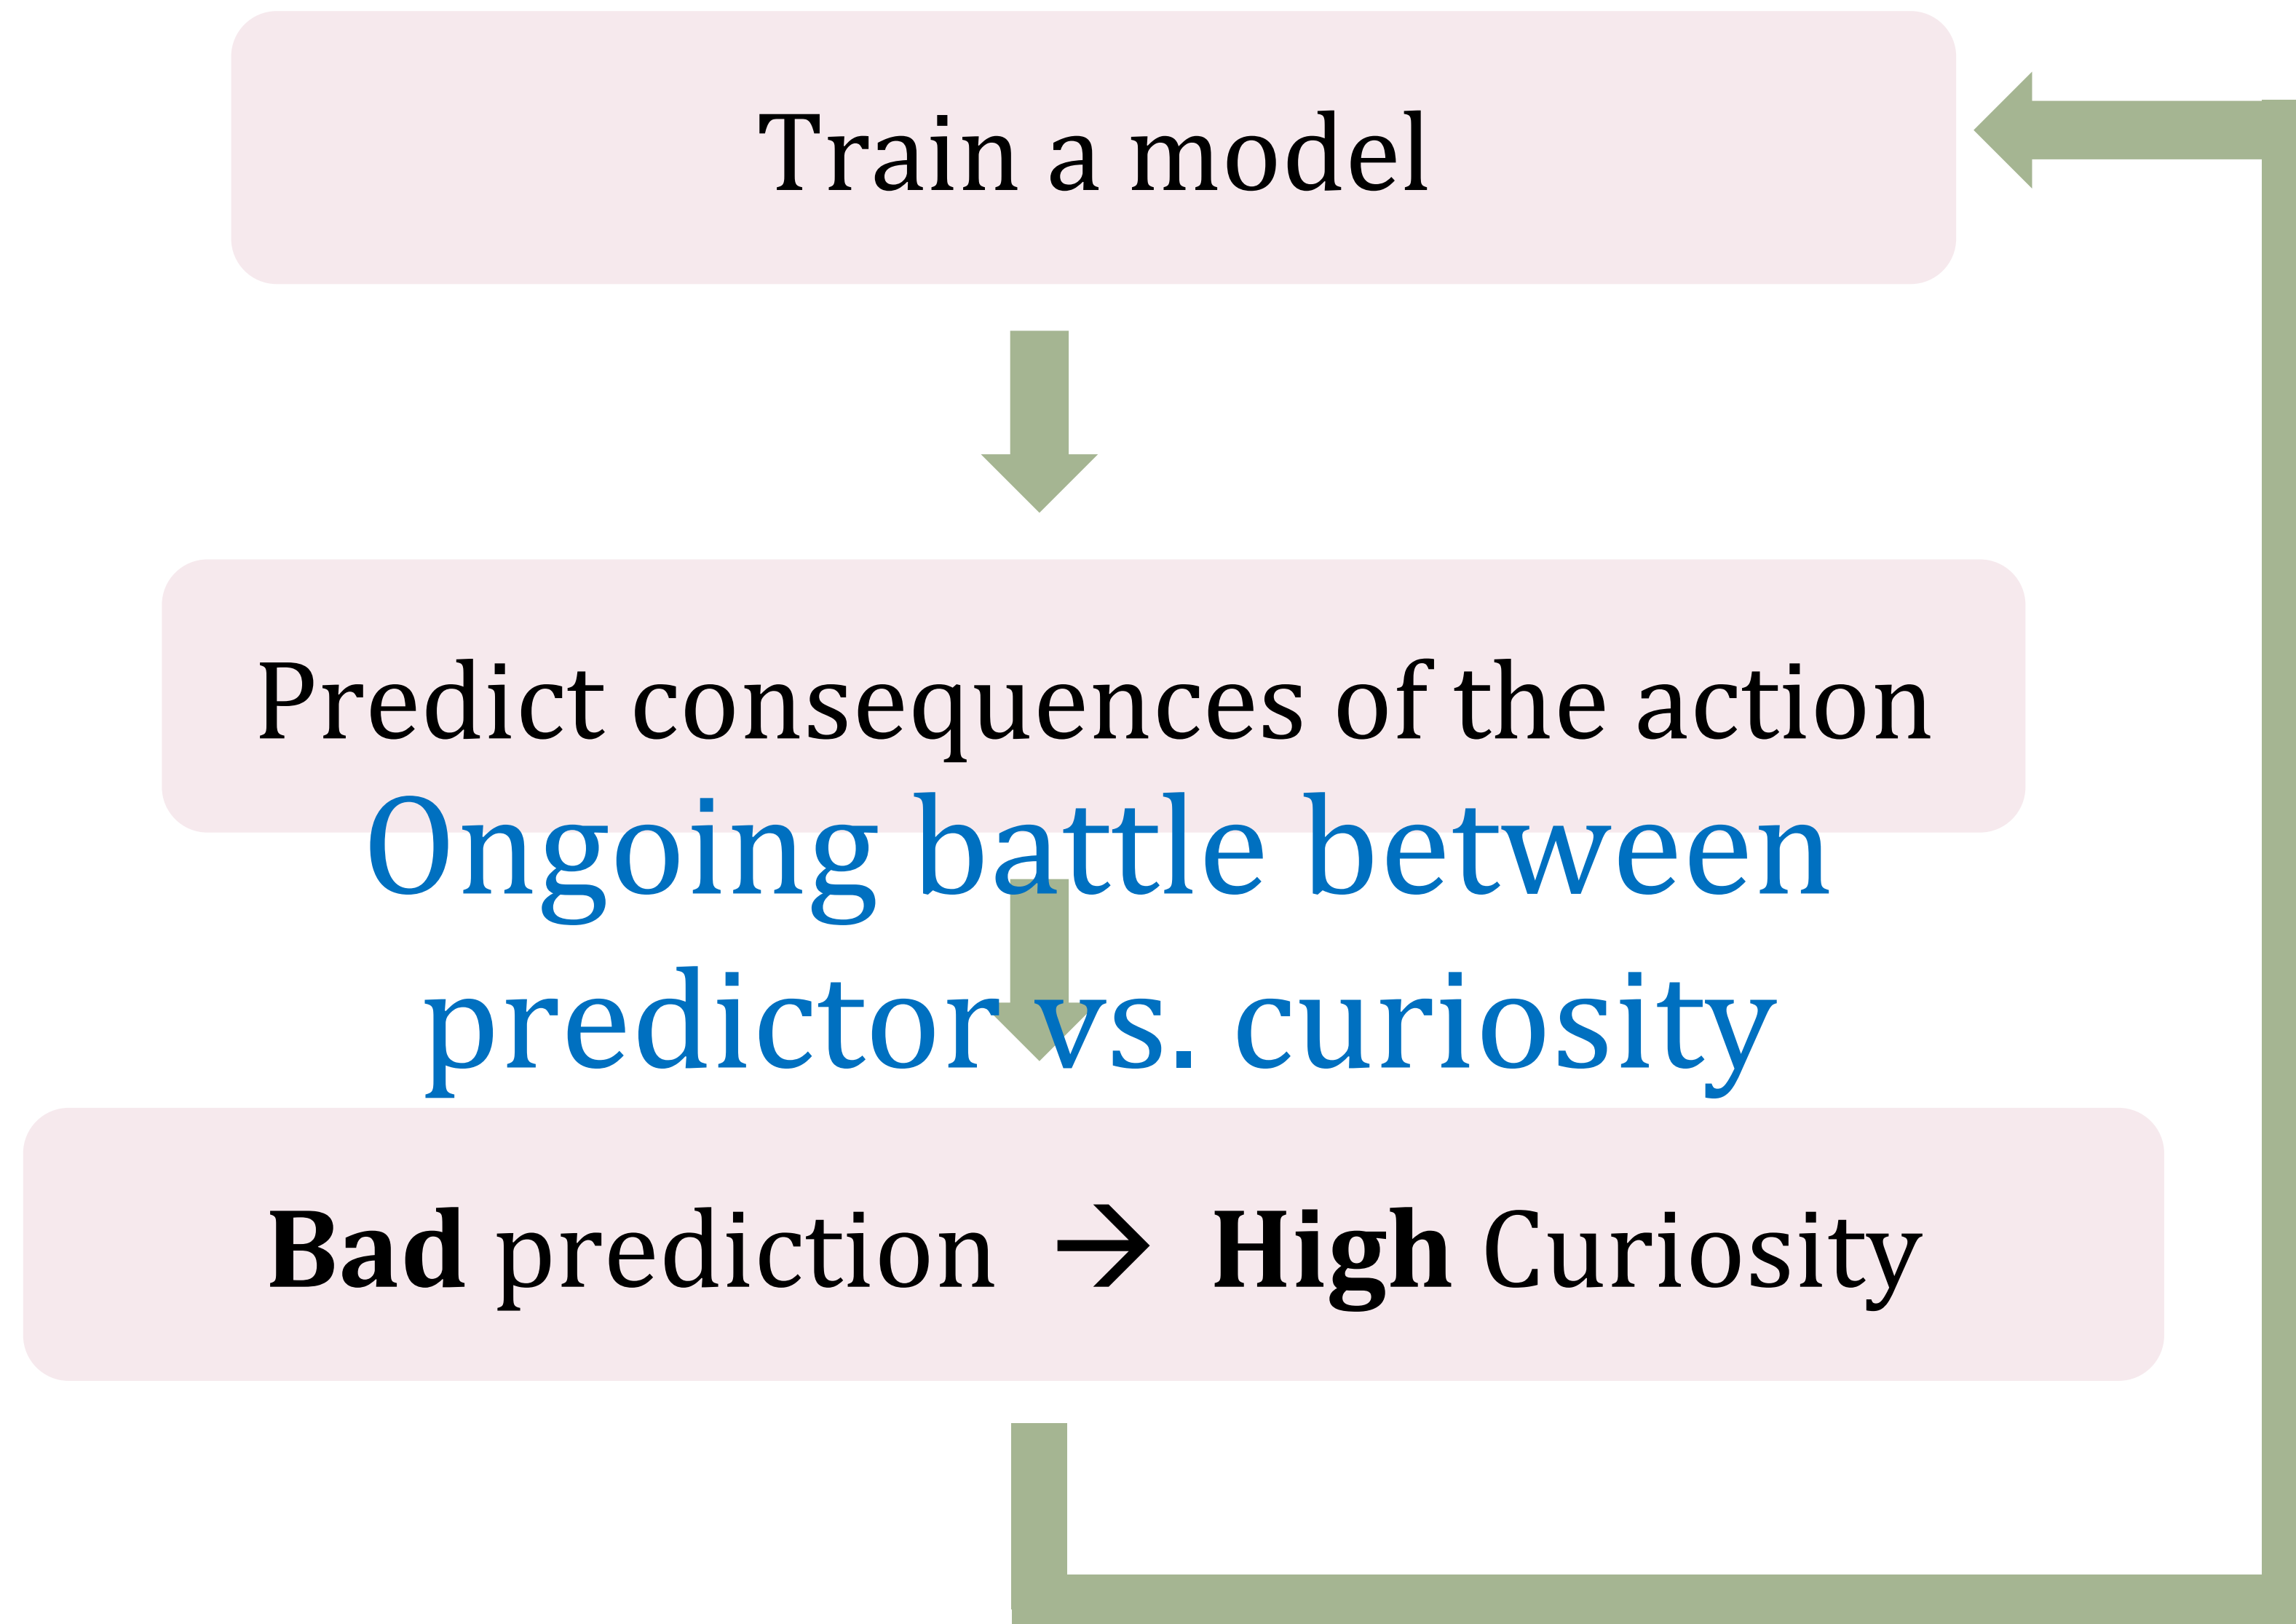 Train a model
Predict consequences of the action
Ongoing battle between
predictor vs. curiosity
Bad prediction → High Curiosity